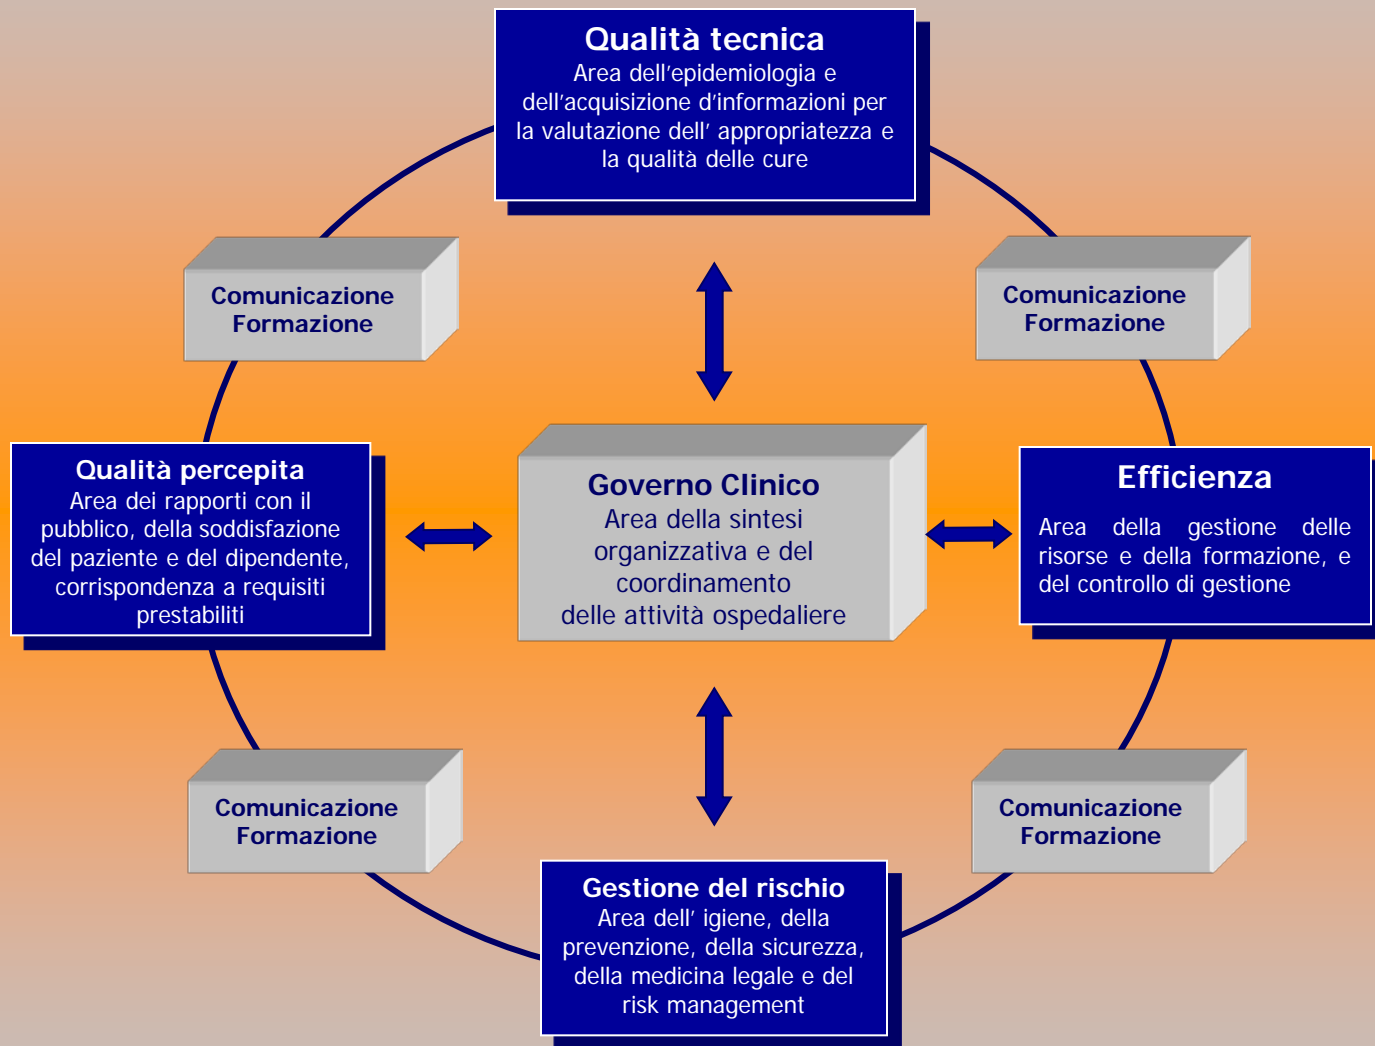 Qualità tecnica
Area dell'epidemiologia e
dell'acquisizione d'informazioni per
la valutazione dell' appropriatezza e
la qualità delle cure
Comunicazione
Formazione
Comunicazione
Formazione
Qualità percepita
Area dei rapporti con il
pubblico, della soddisfazione
del paziente e del dipendente,
corrispondenza a requisiti
prestabiliti
Governo Clinico
Area della sintesi
organizzativa e del
coordinamento
delle attività ospedaliere
Efficienza
Area della gestione delle
risorse e della formazione, e
del controllo di gestione
Comunicazione
Formazione
Comunicazione
Formazione
Gestione del rischio
Area dell' igiene, della
prevenzione, della sicurezza,
della medicina legale e del
risk management